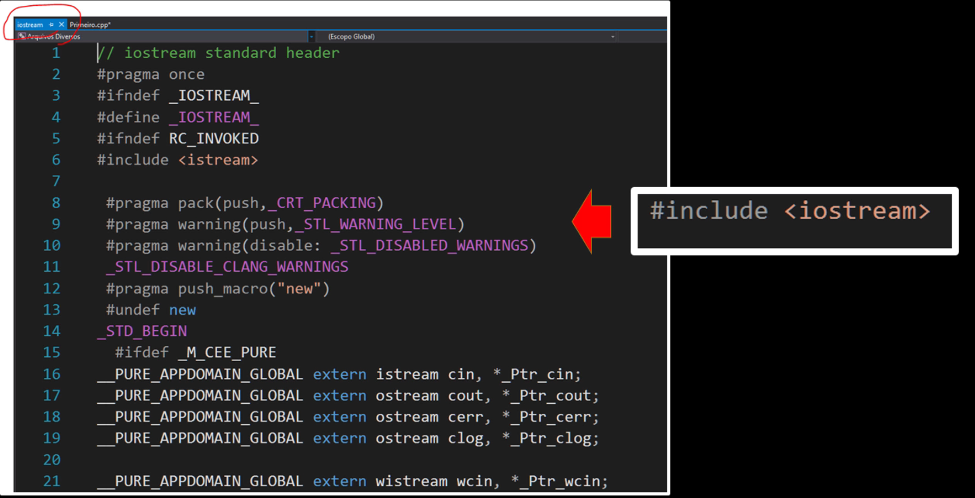 iostream Primeiro.cpp*
Arquivos Diversos (Escopo Global)
1 // iostream standard header
2 #pragma once
3 #ifndef _IOSTREAM_
4 #define _IOSTREAM_
5 #ifndef RC_INVOKED
6 #include <istream>
7
8 #pragma pack(push,_CRT_PACKING)
9 #pragma warning(push,_STL_WARNING_LEVEL)
10 #pragma warning(disable: _STL_DISABLED_WARNINGS)
11 _STL_DISABLE_CLANG_WARNINGS
12 #pragma push_macro("new")
13 #undef new
14 _STD_BEGIN
15 #ifdef _M_CEE_PURE
16 __PURE_APPDOMAIN_GLOBAL extern istream cin, *_Ptr_cin;
17 __PURE_APPDOMAIN_GLOBAL extern ostream cout, *_Ptr_cout;
18 __PURE_APPDOMAIN_GLOBAL extern ostream cerr, *_Ptr_cerr;
19 __PURE_APPDOMAIN_GLOBAL extern ostream clog, *_Ptr_clog;
20
21 __PURE_APPDOMAIN_GLOBAL extern wistream wcin, *_Ptr_wcin;
#include <iostream>